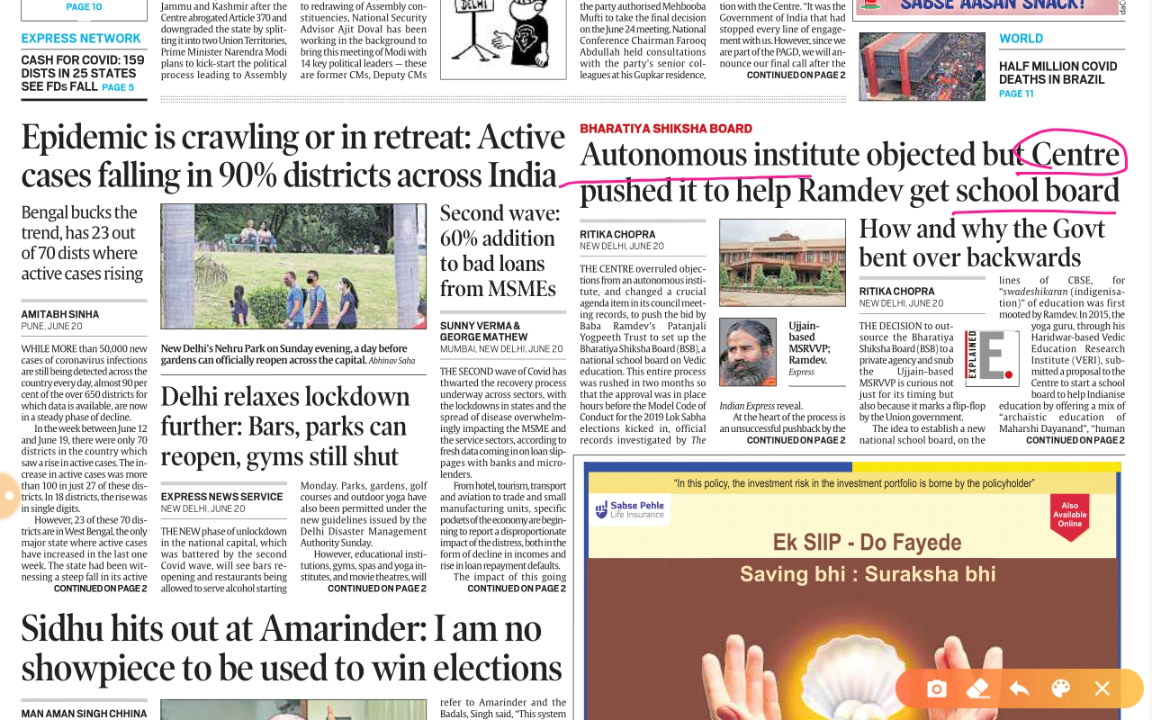 PAGE 10
EXPRESS NETWORK
CASH FOR COVID: 159
DISTS IN 25 STATES
SEE FDs FALL PAGE 5
Jammu and Kashmir after the
Centre abrogated Article 370 and
downgraded the state by split-
ting it into two Union Territories,
Prime Minister Narendra Modi
plans to kick-start the political
process leading to Assembly
to redrawing of Assembly con-
stituencies, National Security
Advisor Ajit Doval has been
working in the background to
bring this meeting of Modi with
14 key political leaders — these
are former CMs, Deputy CMs
DELHI
the party authorised Mehbooba
Mufti to take the final decision
on the June 24 meeting. National
Conference Chairman Farooq
Abdullah held consultations
with the party's senior col-
leagues at his Gupkar residence,
tion with the Centre. "It was the
Government of India that had
stopped every line of engage-
ment with us. However, since we
are part of the PAGD, we will an-
nounce our final call after the
CONTINUED ON PAGE 2
SABSE AASAN SNACK!
WORLD
HALF MILLION COVID
DEATHS IN BRAZIL
PAGE 11
Epidemic is crawling or in retreat: Active
cases falling in 90% districts across India
Bengal bucks the
trend, has 23 out
of 70 dists where
active cases rising
AMITABH SINHA
PUNE, JUNE 20
WHILE MORE than 50,000 new
cases of coronavirus infections
are still being detected across the
country every day, almost 90 per
cent of the over 650 districts for
which data is available, are now
in a steady phase of decline.
In the week between June 12
and June 19, there were only 70
districts in the country which
saw a rise in active cases. The in-
crease in active cases was more
than 100 in just 27 of these dis-
tricts. In 18 districts, the rise was
in single digits.
However, 23 of these 70 dis-
tricts are in West Bengal, the only
major state where active cases
have increased in the last one
week. The state had been wit-
nessing a steep fall in its active
CONTINUED ON PAGE 2
New Delhi's Nehru Park on Sunday evening, a day before
gardens can officially reopen across the capital. Abhinav Saha
Delhi relaxes lockdown
further: Bars, parks can
reopen, gyms still shut
EXPRESS NEWS SERVICE
NEW DELHI, JUNE 20
THE NEW phase of unlockdown
in the national capital, which
was battered by the second
Covid wave, will see bars re-
opening and restaurants being
allowed to serve alcohol starting
Monday. Parks, gardens, golf
courses and outdoor yoga have
also been permitted under the
new guidelines issued by the
Delhi Disaster Management
Authority Sunday.
However, educational insti-
tutions, gyms, spas and yoga in-
stitutes, and movie theatres, will
CONTINUED ON PAGE 2
Second wave:
60% addition
to bad loans
from MSMEs
SUNNY VERMA &
GEORGE MATHEW
MUMBAI, NEW DELHI, JUNE 20
THE SECOND wave of Covid has
thwarted the recovery process
underway across sectors, with
the lockdowns in states and the
spread of disease overwhelm-
ingly impacting the MSME and
the service sectors, according to
fresh data coming in on loan slip-
pages with banks and micro-
lenders.
From hotel, tourism, transport
and aviation to trade and small
manufacturing units, specific
pockets of the economy are begin-
ning to report a disproportionate
impact of the distress, both in the
form of decline in incomes and
rise in loan repayment defaults.
The impact of this going
CONTINUED ON PAGE 2
BHARATIYA SHIKSHA BOARD
Autonomous institute objected but Centre
pushed it to help Ramdev get school board
RITIKA CHOPRA
NEW DELHI, JUNE 20
THE CENTRE overruled objec-
tions from an autonomous insti-
tute, and changed a crucial
agenda item in its council meet-
ing records, to push the bid by
Baba Ramdev's Patanjali
Yogpeeth Trust to set up the
Bharatiya Shiksha Board (BSB), a
national school board on Vedic
education. This entire process
was rushed in two months so
that the approval was in place
hours before the Model Code of
Conduct for the 2019 Lok Sabha
elections kicked in, official
records investigated by The
Ujjain-
based
MSRVVP;
Ramdev.
Express
Indian Express reveal.
At the heart of the process is
an unsuccessful pushback by the
CONTINUED ON PAGE 2
How and why the Govt
bent over backwards
RITIKA CHOPRA
NEW DELHI, JUNE 20
THE DECISION to out-
source the Bharatiya
Shiksha Board (BSB) to a
private agency and snub
the Ujjain-based
MSRVVP is curious not
just for its timing but
also because it marks a flip-flop
by the Union government.
The idea to establish a new
national school board, on the
EXPLAINED
E.
lines of CBSE, for
"swadeshikaran (indigenisa-
tion)" of education was first
mooted by Ramdev. In 2015, the
yoga guru, through his
Haridwar-based Vedic
Education Research
Institute (VERI), sub-
mitted a proposal to the
Centre to start a school
board to help Indianise
education by offering a mix of
"archaistic education of
Maharshi Dayanand", "human
CONTINUED ON PAGE 2
"In this policy, the investment risk in the investment portfolio is borne by the policyholder"
Sabse Pehle
Life Insurance
Also
Available
Online
Ek SIIP - Do Fayede
Saving bhi : Suraksha bhi
Sidhu hits out at Amarinder: I am no
showpiece to be used to win elections
MAN AMAN SINGH CHHINA
refer to Amarinder and the
Badals, Singh said, "This system